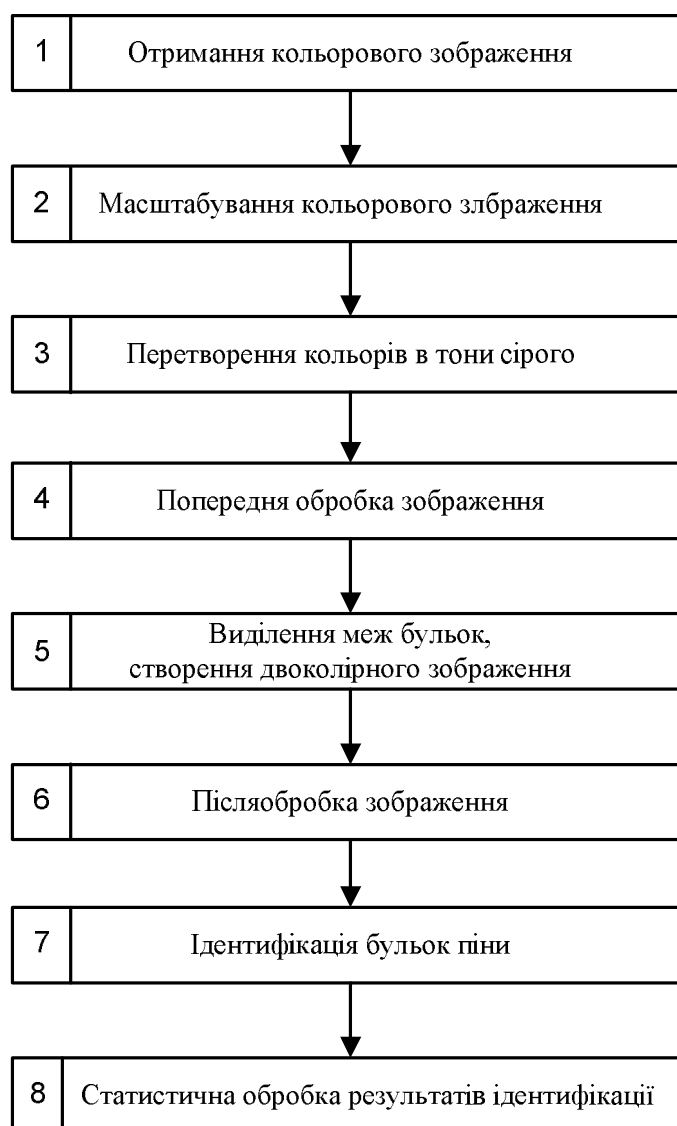 1 Отримання кольорового зображення
2 Масштабування кольорового злбраження
3 Перетворення кольорів в тони сірого
4 Попередня обробка зображення
5 Виділення меж бульок,
створення двоколірного зображення
6 Післяобробка зображення
7 Ідентифікація бульок піни
8 Статистична обробка результатів ідентифікації